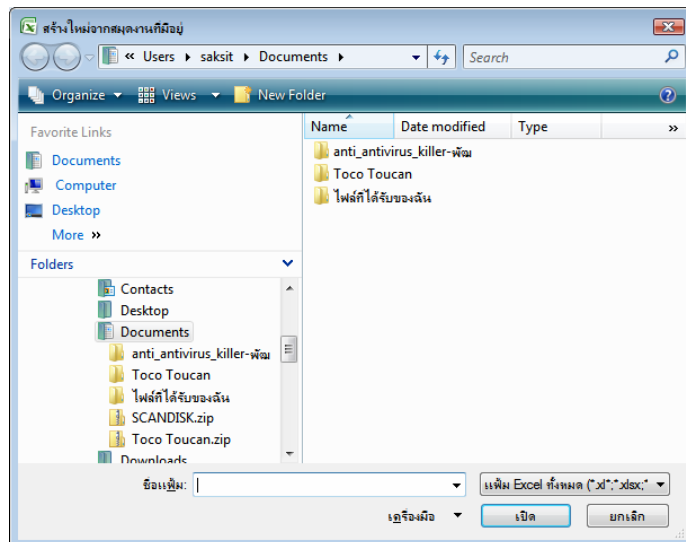 สร้างใหม่จากสมุดงานที่มีอยู่
« Users saksit Documents
Search
Organize Views New Folder
Favorite Links
Documents
Computer
Desktop
More »
Folders
Contacts
Desktop
Documents
anti_antivirus_killer-พัฒ
Toco Toucan
ไฟล์ที่ได้รับของฉัน
SCANDISK.zip
Toco Toucan.zip
Downloads
Name Date modified Type »
anti_antivirus_killer-พัฒ
Toco Toucan
ไฟล์ที่ได้รับของฉัน
ชื่อแฟ้ม:
แฟ้ม Excel ทั้งหมด (*.xl*;*.xlsx;*
เครื่องมือ เปิด ยกเลิก